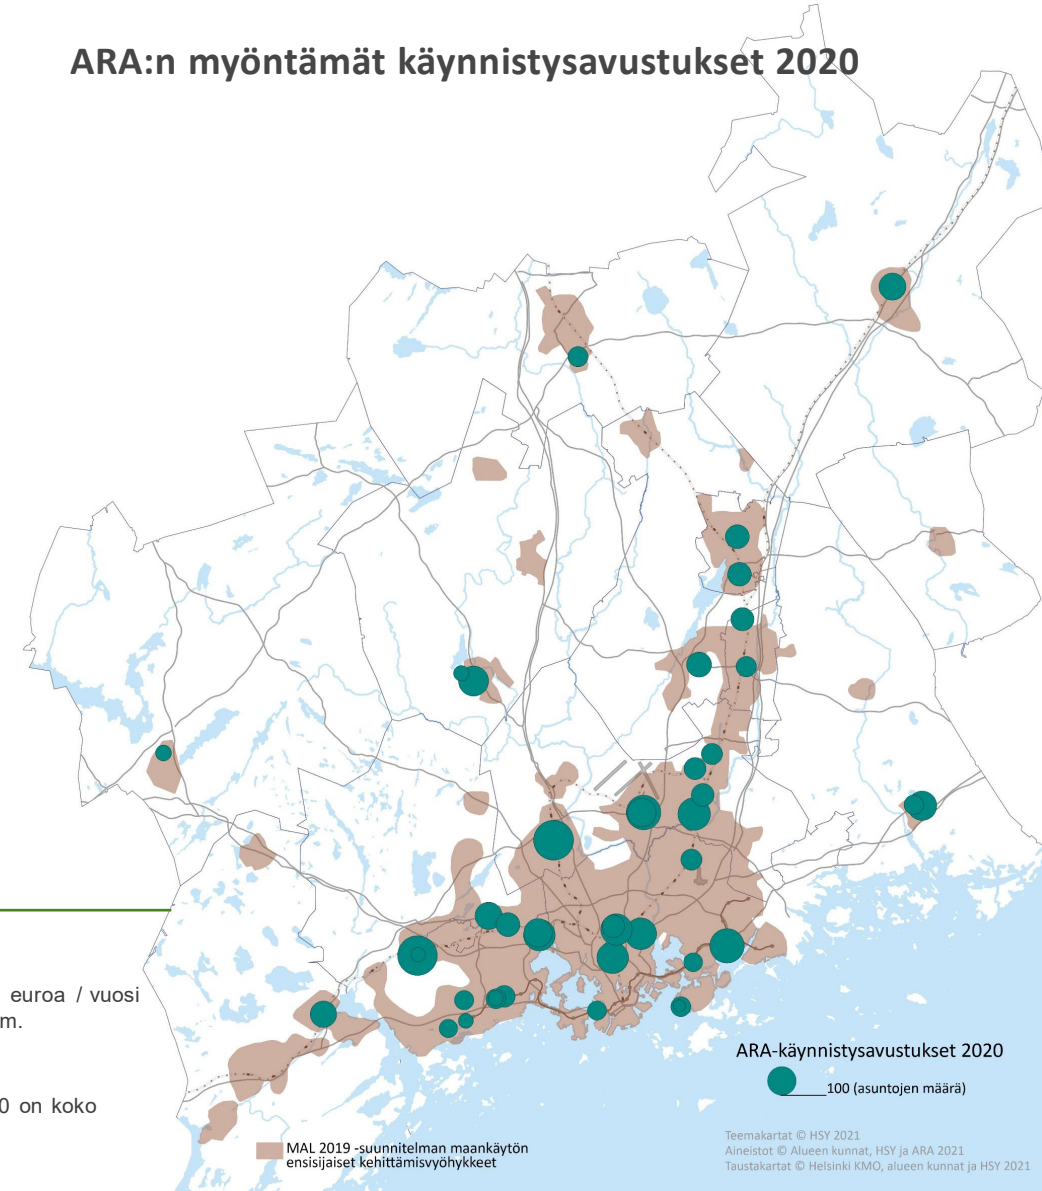 ARA:n myöntämät käynnistysavustukset 2020
euroa / vuosi
m.
0 on koko
ARA-käynnistysavustukset 2020
100 (asuntojen määrä)
MAL 2019 -suunnitelman maankäytön
ensisijaiset kehittämisvyöhykkeet
Teemakartat © HSY 2021
Aineistot © Alueen kunnat, HSY ja ARA 2021
Taustakartat © Helsinki KMO, alueen kunnat ja HSY 2021